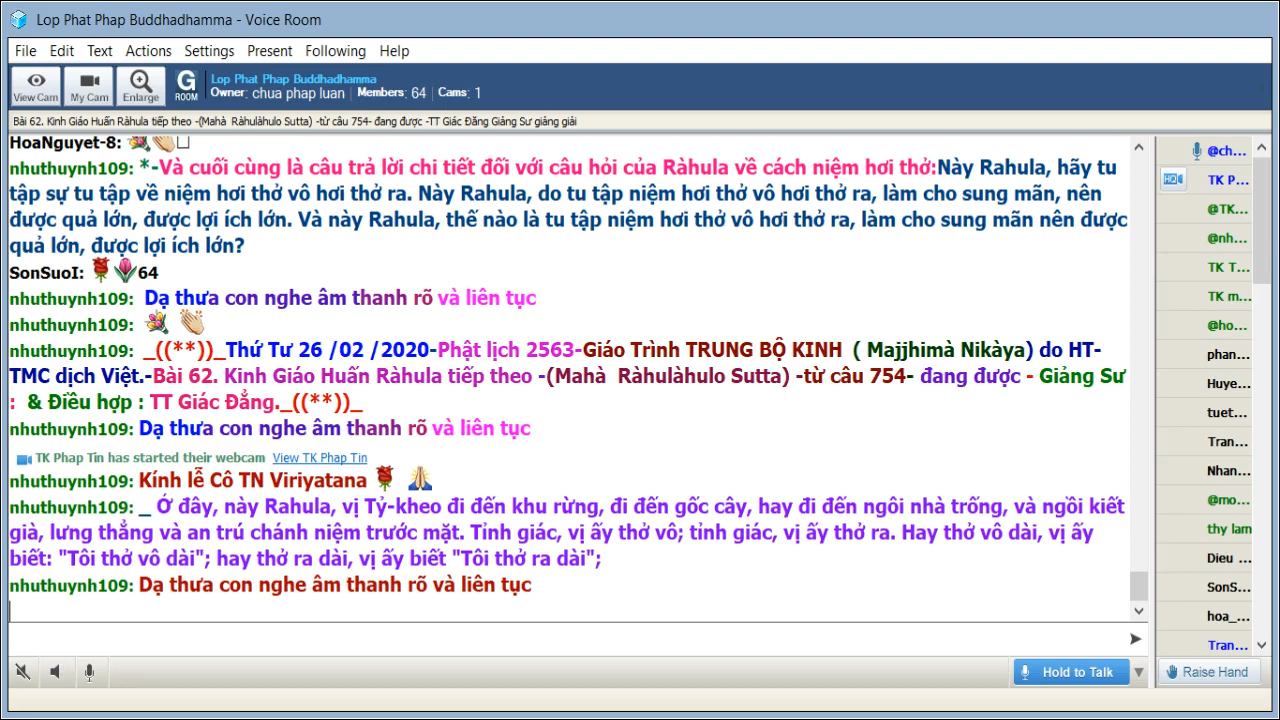 Lop Phat Phap Buddhadhamma - Voice Room
File Edit Text Actions Settings Present Following Help
View Cam My Cam Enlarge G ROOM Lop Phat Phap Buddhadhamma
Owner: chua phap luan Members: 64 Cams: 1
Bài 62. Kinh Giáo Huấn Ràhula tiếp theo -(Mahà Ràhulàhulo Sutta) -từ câu 754- đang được -TT Giác Đăng Giảng Sư giảng giải
HoaNguyet-8:
nhuthuynh109: *-Và cuối cùng là câu trả lời chi tiết đối với câu hỏi của Ràhula về cách niệm hơi thở:Này Rahula, hãy tu
tập sự tu tập về niệm hơi thở vô hơi thở ra. Này Rahula, do tu tập niệm hơi thở vô hơi thở ra, làm cho sung mãn, nên
được quả lớn, được lợi ích lớn. Và này Rahula, thế nào là tu tập niệm hơi thở vô hơi thở ra, làm cho sung mãn nên được
quả lớn, được lợi ích lớn?
SonSuoI: 64
nhuthuynh109: Dạ thưa con nghe âm thanh rõ và liên tục
nhuthuynh109:
nhuthuynh109: _((**))_Thứ Tư 26 /02 /2020-Phật lịch 2563-Giáo Trình TRUNG BỘ KINH ( Majjhimà Nikàya) do HT-
TMC dịch Việt.-Bài 62. Kinh Giáo Huấn Ràhula tiếp theo -(Mahà Ràhulàhulo Sutta) -từ câu 754- đang được - Giảng Sư
: & Điều hợp : TT Giác Đẳng._((**))_
nhuthuynh109: Dạ thưa con nghe âm thanh rõ và liên tục
TK Phap Tin has started their webcam View TK Phap Tin
nhuthuynh109: Kính lễ Cô TN Viriyatana
nhuthuynh109: _ Ở đây, này Rahula, vị Tỷ-kheo đi đến khu rừng, đi đến gốc cây, hay đi đến ngôi nhà trống, và ngồi kiết
già, lưng thẳng và an trú chánh niệm trước mặt. Tỉnh giác, vị ấy thở vô; tỉnh giác, vị ấy thở ra. Hay thở vô dài, vị ấy
biết: "Tôi thở vô dài"; hay thở ra dài, vị ấy biết "Tôi thở ra dài";
nhuthuynh109: Dạ thưa con nghe âm thanh rõ và liên tục
@ch...
HD TK P...
@TK...
@nh...
TK T...
TK m...
@ho...
phan...
Huye...
tuet...
Tran...
Nhan...
@mo...
thy lam
Dieu ...
SonS...
hoa_...
Tran...
Hold to Talk Raise Hand